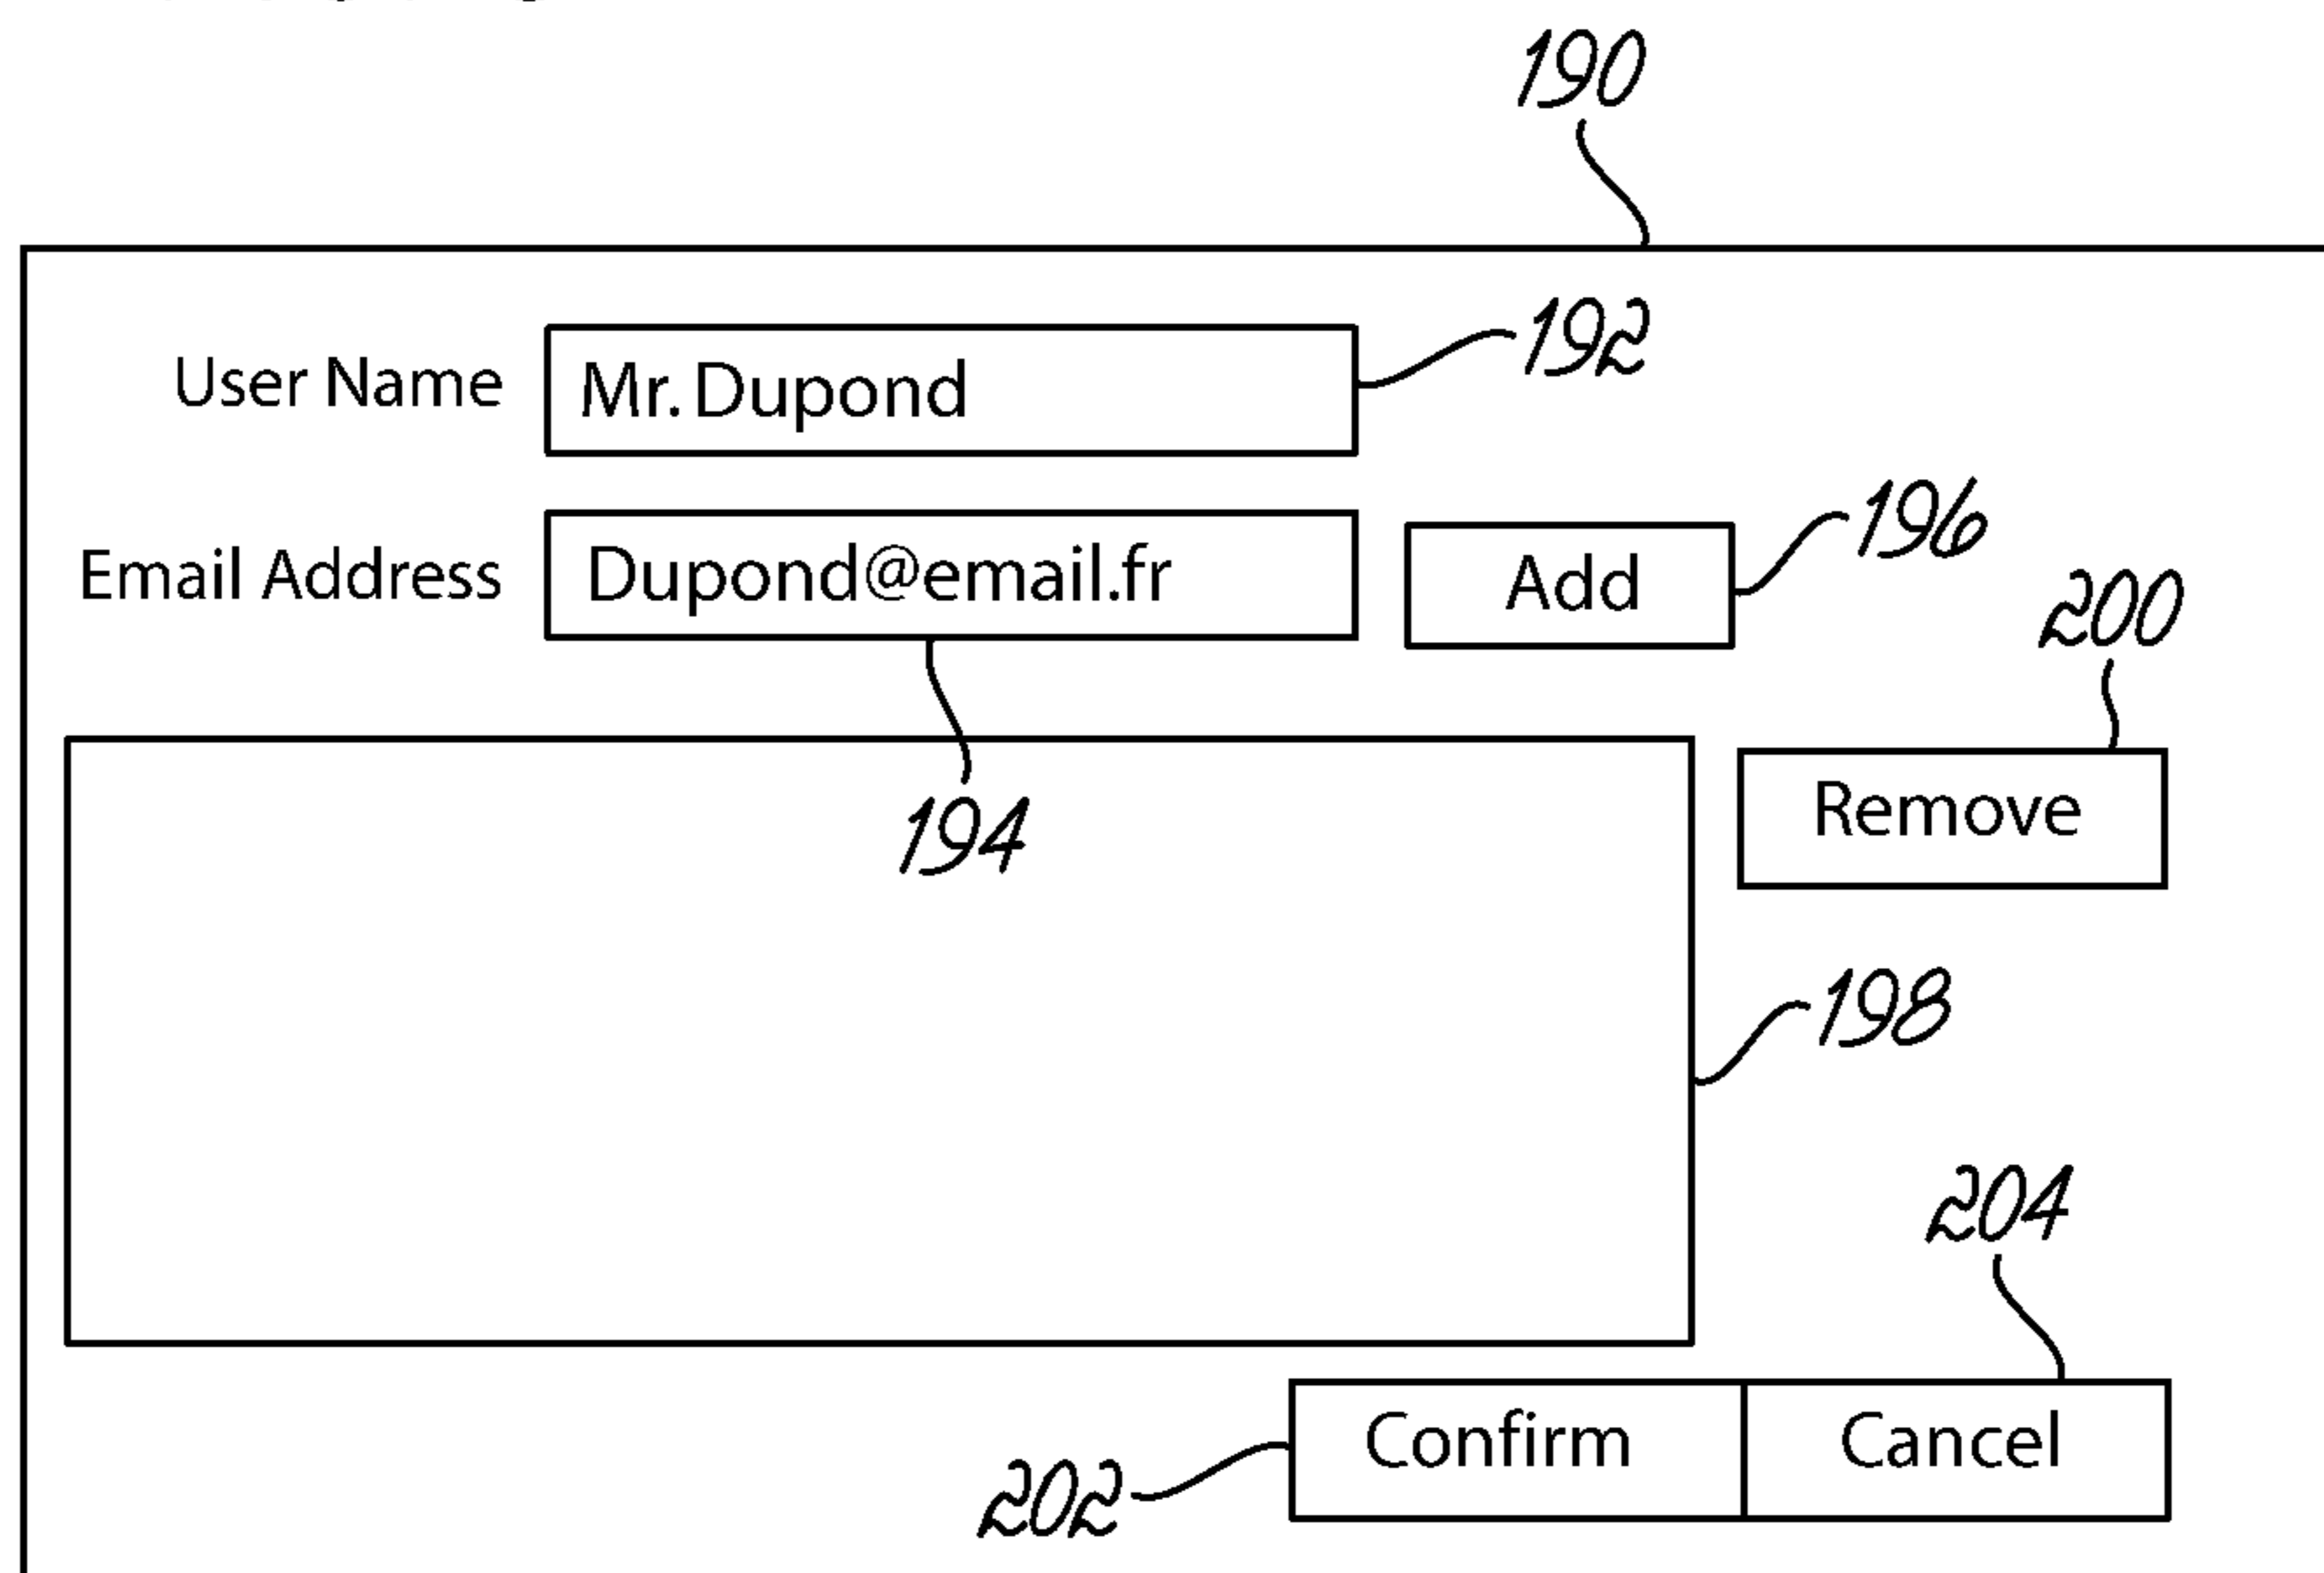 190
User Name Mr. Dupond 192
Email Address Dupond@email.fr Add 196
200
Remove
194
198
204
Confirm Cancel
202